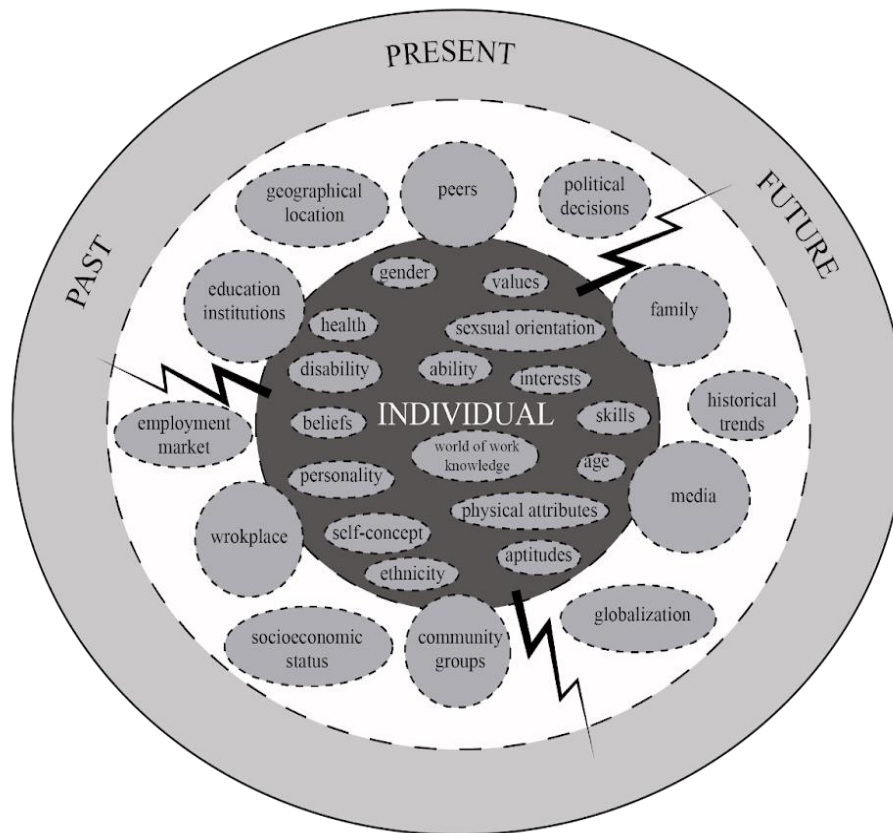 PRESENT
PAST
FUTURE
peers
political
decisions
geographical
location
education
institutions
family
gender
values
health
sexsual orientation
disability
ability
interests
historical
trends
employment
market
beliefs
INDIVIDUAL
skills
world of work
knowledge
age
personality
media
physical attributes
wrokplace
self-concept
aptitudes
ethnicity
globalization
socioeconomic
status
community
groups